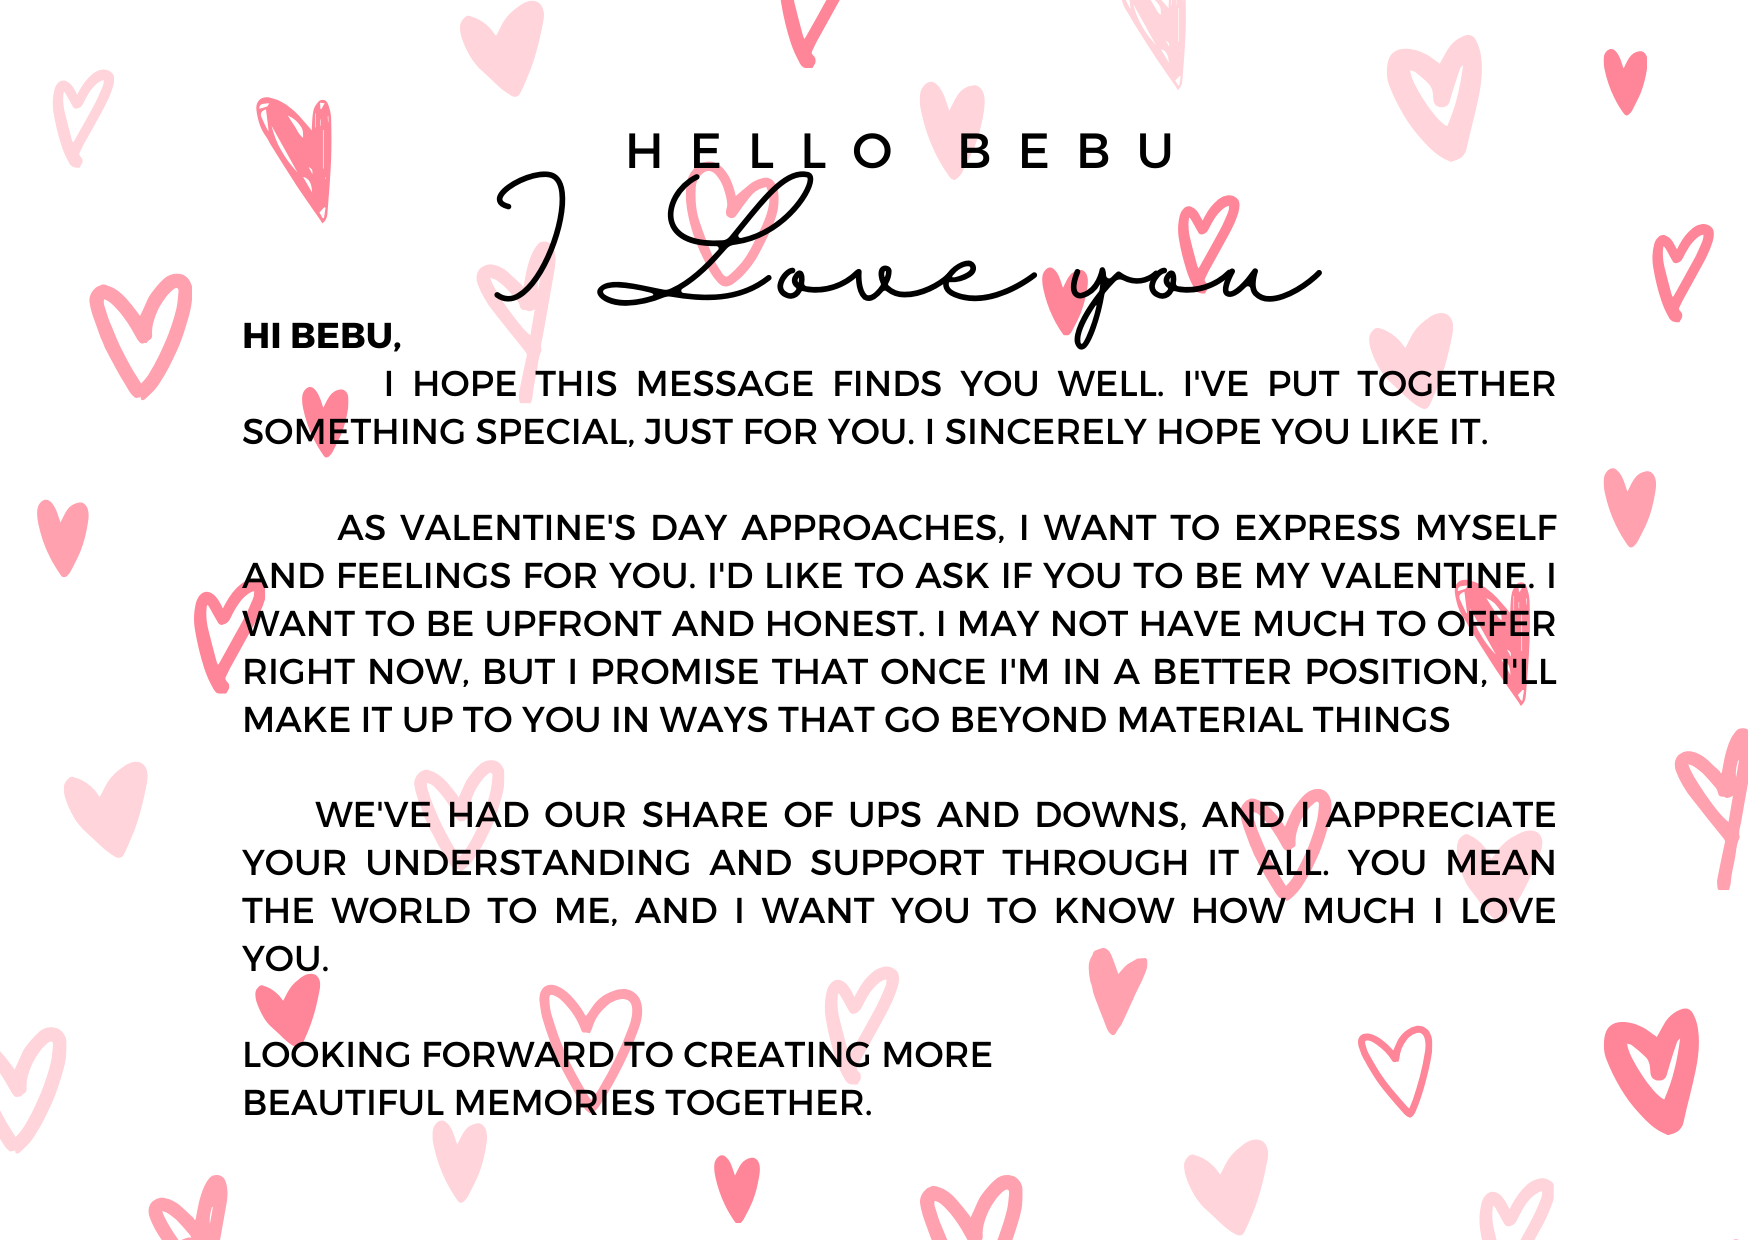 HELLO BEBU
I Love you
HI BEBU,
I HOPE THIS MESSAGE FINDS YOU WELL. I'VE PUT TOGETHER
SOMETHING SPECIAL, JUST FOR YOU. I SINCERELY HOPE YOU LIKE IT.
AS VALENTINE'S DAY APPROACHES, I WANT TO EXPRESS MYSELF
AND FEELINGS FOR YOU. I'D LIKE TO ASK IF YOU TO BE MY VALENTINE. I
WANT TO BE UPFRONT AND HONEST. I MAY NOT HAVE MUCH TO OFFER
RIGHT NOW, BUT I PROMISE THAT ONCE I'M IN A BETTER POSITION, I'LL
MAKE IT UP TO YOU IN WAYS THAT GO BEYOND MATERIAL THINGS
WE'VE HAD OUR SHARE OF UPS AND DOWNS, AND I APPRECIATE
YOUR UNDERSTANDING AND SUPPORT THROUGH IT ALL. YOU MEAN
THE WORLD TO ME, AND I WANT YOU TO KNOW HOW MUCH I LOVE
YOU.
LOOKING FORWARD TO CREATING MORE
BEAUTIFUL MEMORIES TOGETHER.